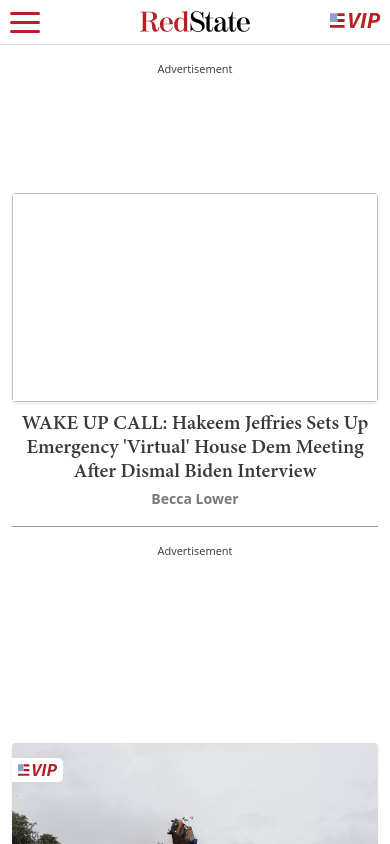 RedState
VIP
Advertisement
WAKE UP CALL: Hakeem Jeffries Sets Up
Emergency 'Virtual' House Dem Meeting
After Dismal Biden Interview
Becca Lower
Advertisement
VIP